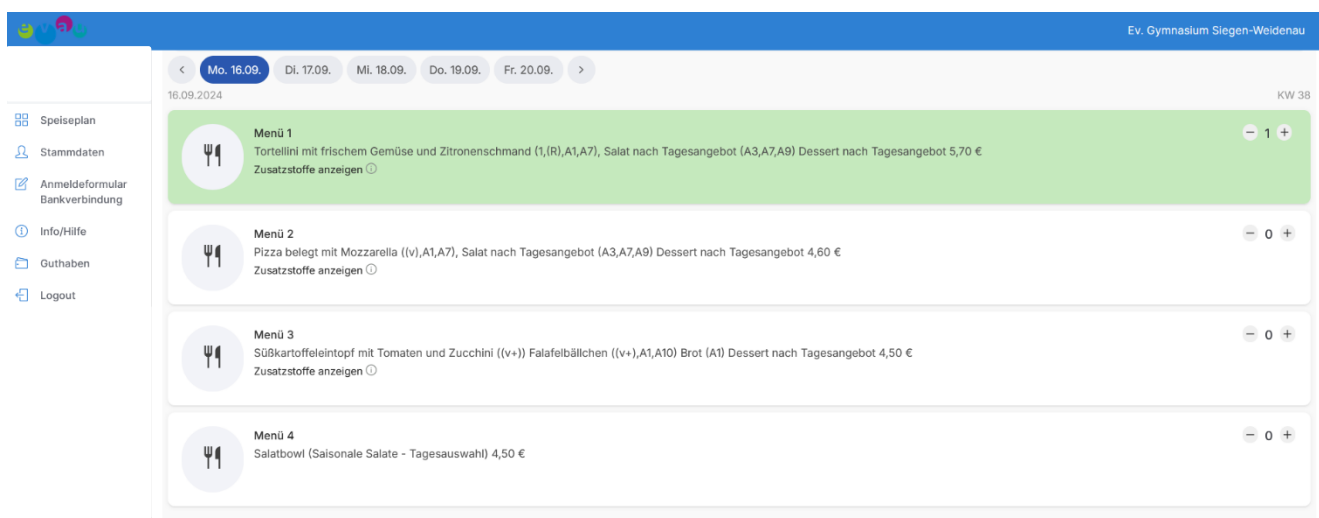 evau
Ev. Gymnasium Siegen-Weidenau
< Mo. 16.09. Di. 17.09. Mi. 18.09. Do. 19.09. Fr. 20.09. >
16.09.2024 KW 38
Speiseplan
Stammdaten
Anmeldeformular
Bankverbindung
Info/Hilfe
Guthaben
Logout
Menü 1 − 1 +
Tortellini mit frischem Gemüse und Zitronenschmand (1,(R),A1,A7), Salat nach Tagesangebot (A3,A7,A9) Dessert nach Tagesangebot 5,70 €
Zusatzstoffe anzeigen
Menü 2 − 0 +
Pizza belegt mit Mozzarella ((v),A1,A7), Salat nach Tagesangebot (A3,A7,A9) Dessert nach Tagesangebot 4,60 €
Zusatzstoffe anzeigen
Menü 3 − 0 +
Süßkartoffeleintopf mit Tomaten und Zucchini ((v+)) Falafelbällchen ((v+),A1,A10) Brot (A1) Dessert nach Tagesangebot 4,50 €
Zusatzstoffe anzeigen
Menü 4 − 0 +
Salatbowl (Saisonale Salate - Tagesauswahl) 4,50 €